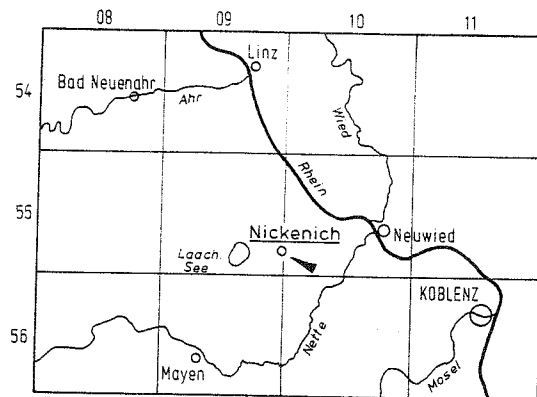 08 09 10 11
54
55
56
Linz
Bad Neuenahr
Ahr
Wied
Rhein
Nickenich
Laach.
See
Neuwied
KOBLENZ
Nette
Mayen
Mosel